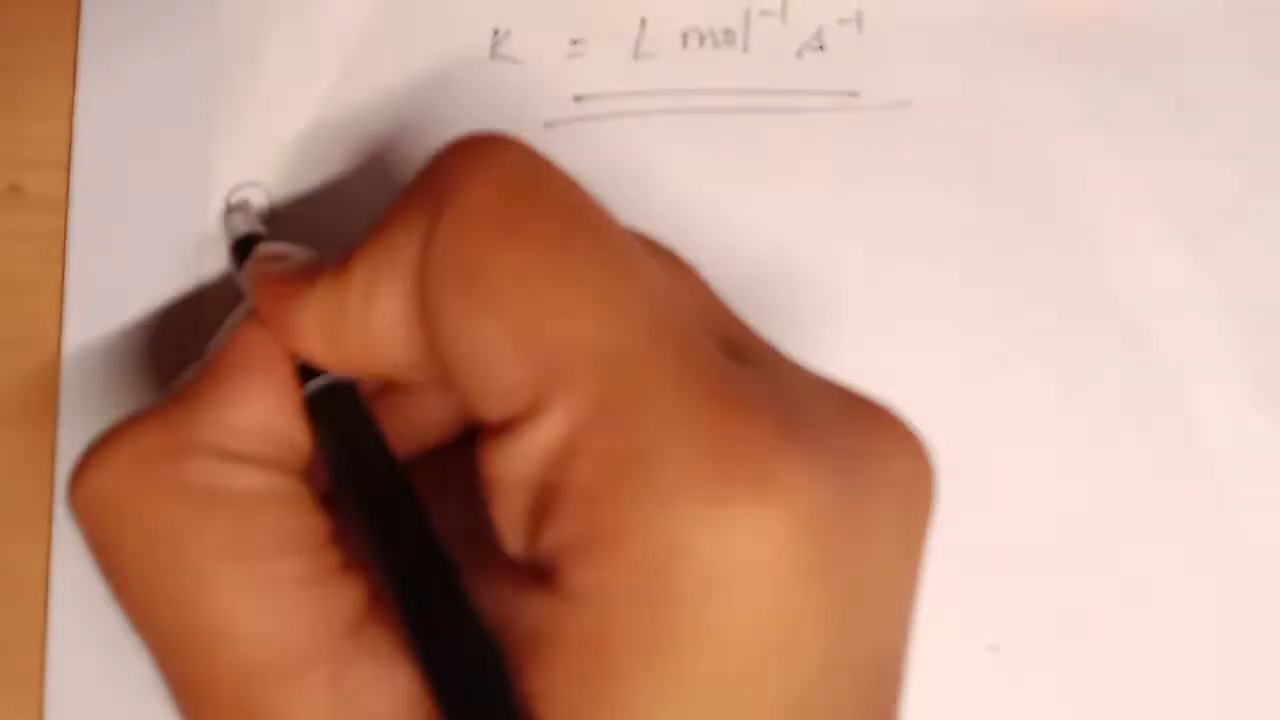 K = L mol⁻¹ s⁻¹